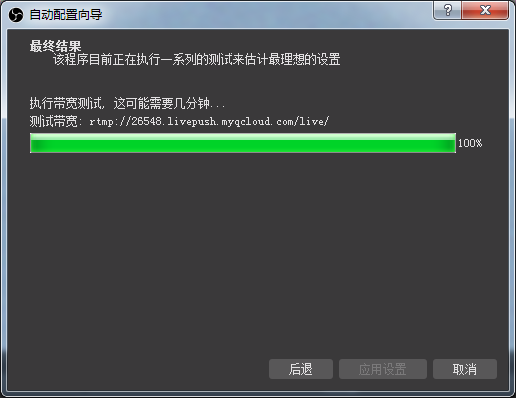 自动配置向导
?
最终结果
该程序目前正在执行一系列的测试来估计最理想的设置
执行带宽测试, 这可能需要几分钟...
测试带宽: rtmp://26548.livepush.myqcloud.com/live/
100%
后退
应用设置
取消